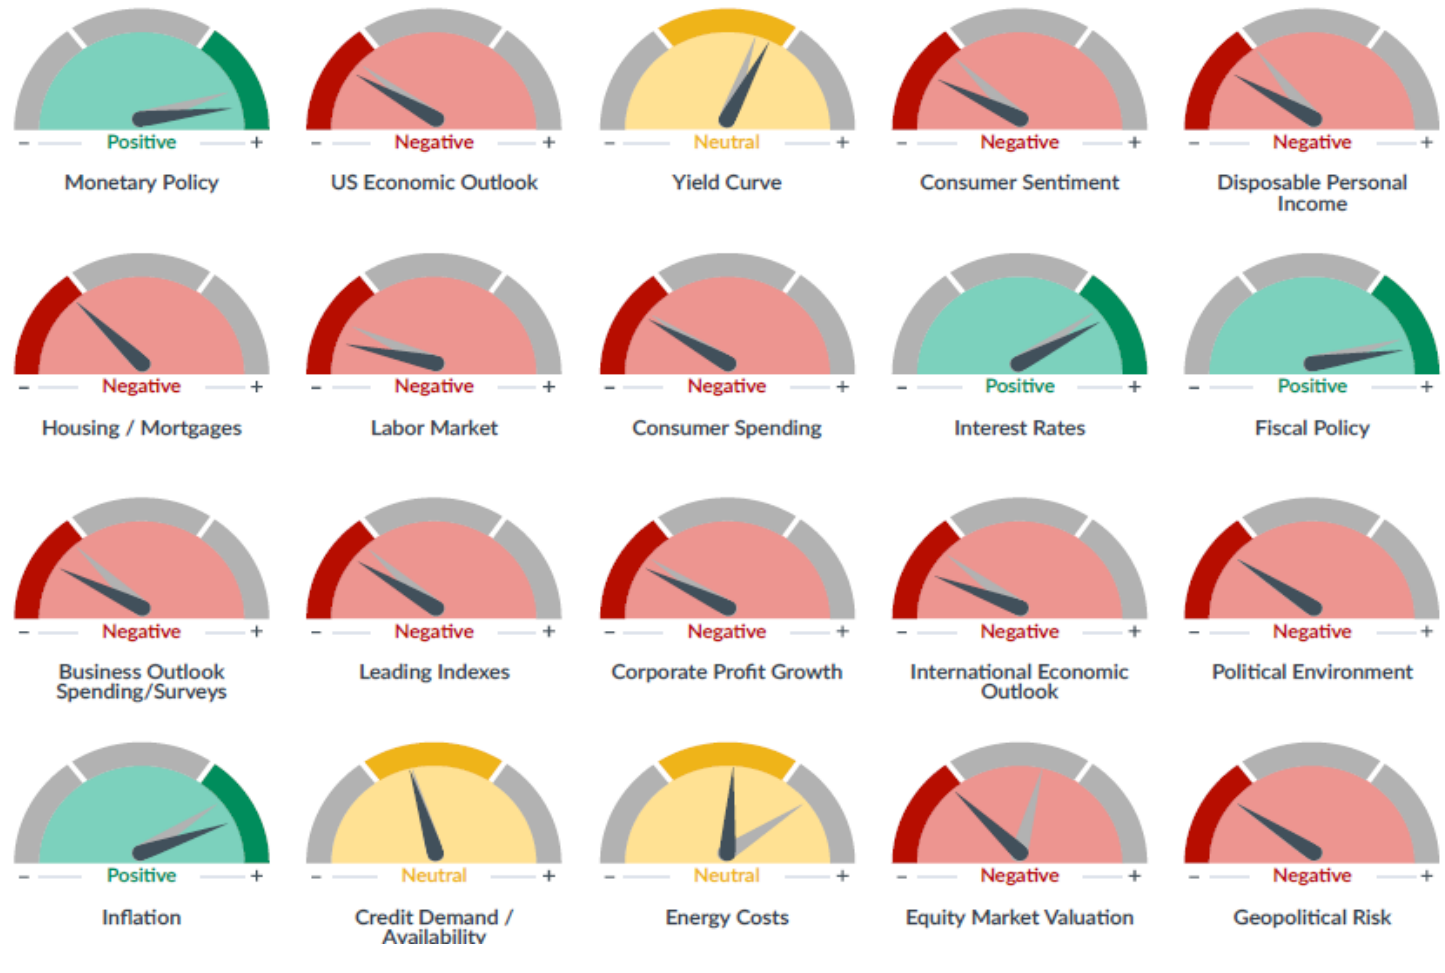 − Positive +
− Negative +
− Neutral +
− Negative +
− Negative +
Monetary Policy
US Economic Outlook
Yield Curve
Consumer Sentiment
Disposable Personal
Income
− Negative +
− Negative +
− Negative +
− Positive +
− Positive +
Housing / Mortgages
Labor Market
Consumer Spending
Interest Rates
Fiscal Policy
− Negative +
− Negative +
− Negative +
− Negative +
− Negative +
Business Outlook
Spending/Surveys
Leading Indexes
Corporate Profit Growth
International Economic
Outlook
Political Environment
− Positive +
− Neutral +
− Neutral +
− Negative +
− Negative +
Inflation
Credit Demand /
Availability
Energy Costs
Equity Market Valuation
Geopolitical Risk